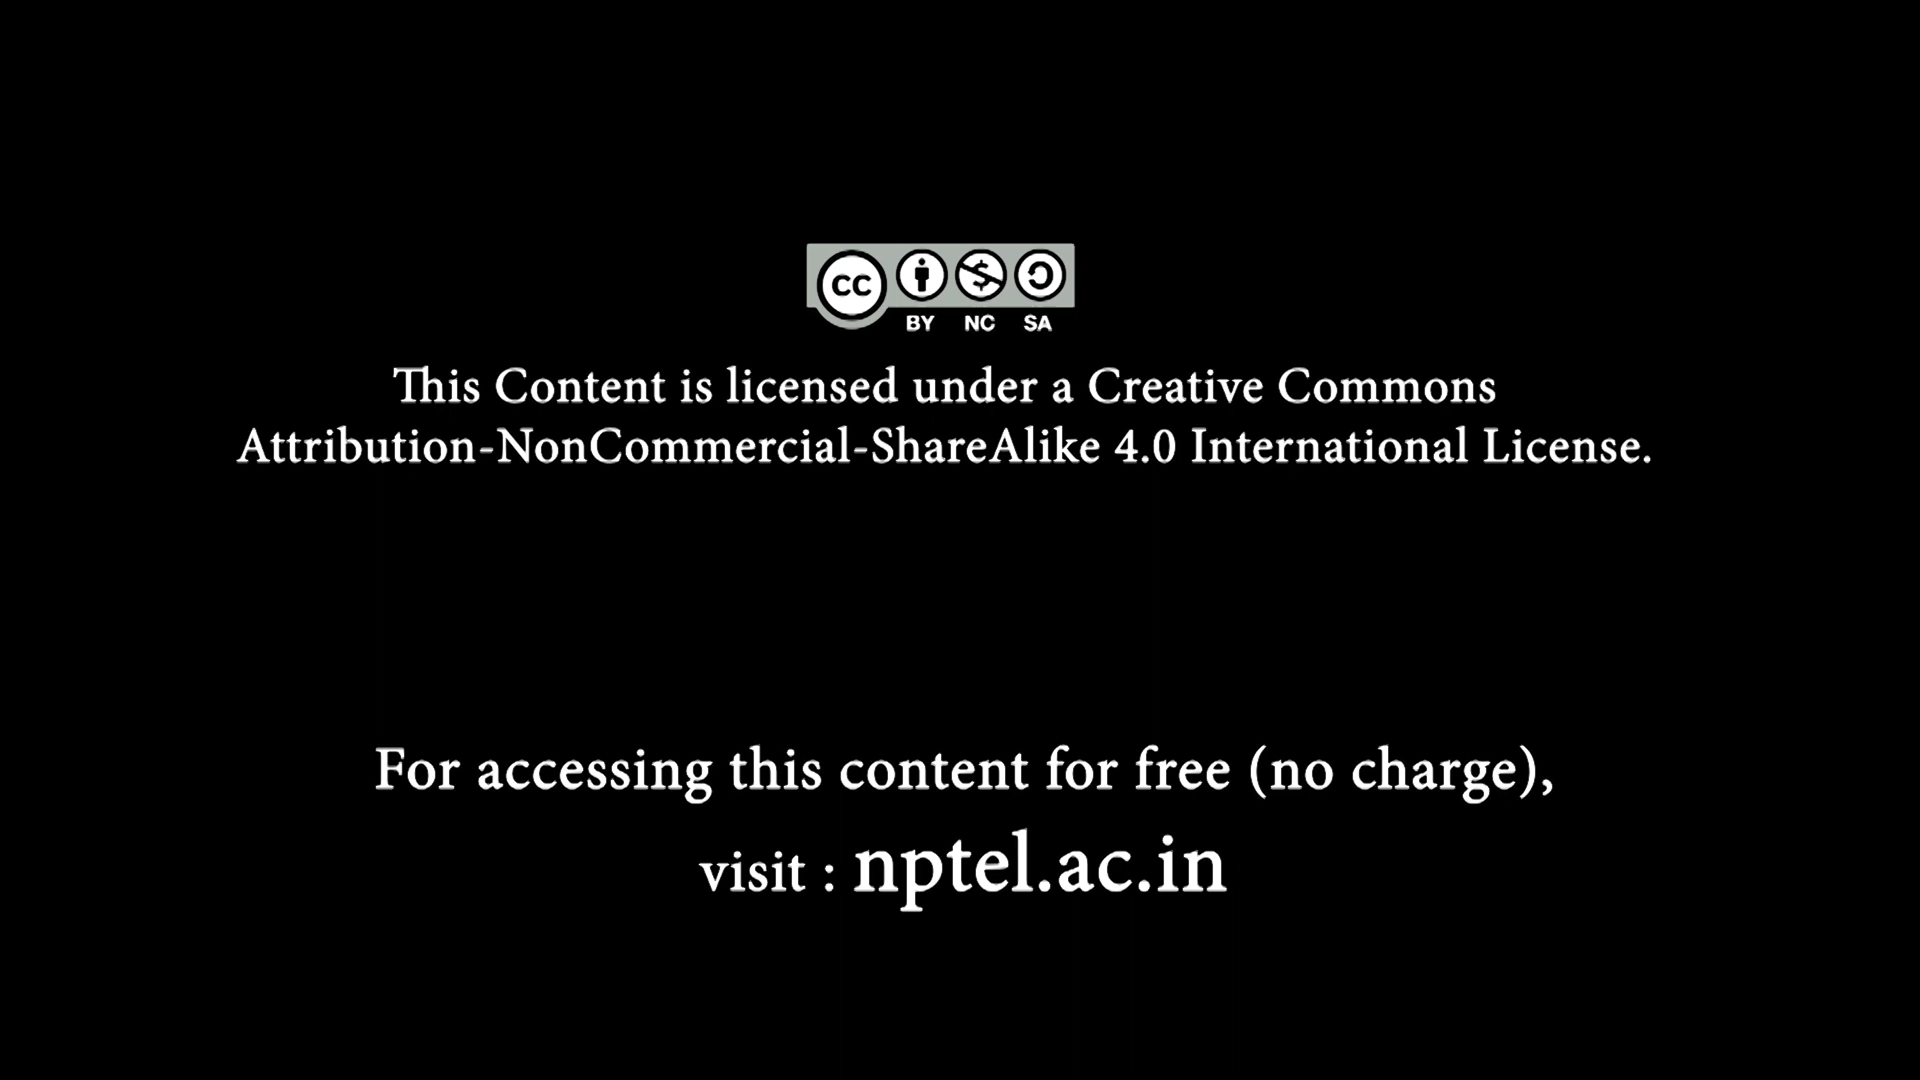 CC BY NC SA
This Content is licensed under a Creative Commons
Attribution-NonCommercial-ShareAlike 4.0 International License.
For accessing this content for free (no charge),
visit : nptel.ac.in